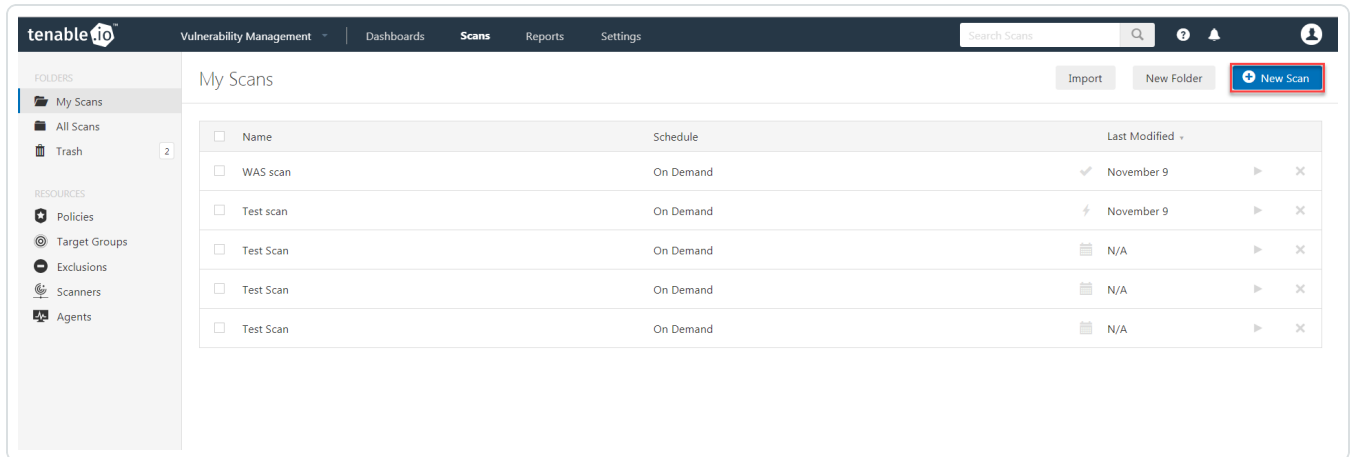 tenable.io™ Vulnerability Management Dashboards Scans Reports Settings Search Scans
FOLDERS
My Scans
All Scans
Trash 2
RESOURCES
Policies
Target Groups
Exclusions
Scanners
Agents
My Scans Import New Folder New Scan
Name Schedule Last Modified
WAS scan On Demand November 9
Test scan On Demand November 9
Test Scan On Demand N/A
Test Scan On Demand N/A
Test Scan On Demand N/A